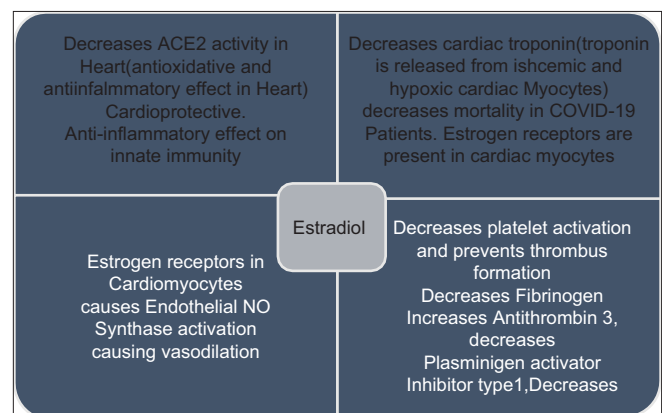 Decreases ACE2 activity in
Heart(antioxidative and
antiinfalmmatory effect in Heart)
Cardioprotective.
Anti-inflammatory effect on
innate immunity
Decreases cardiac troponin(troponin
is released from ishcemic and
hypoxic cardiac Myocytes)
decreases mortality in COVID-19
Patients. Estrogen receptors are
present in cardiac myocytes
Estradiol
Estrogen receptors in
Cardiomyocytes
causes Endothelial NO
Synthase activation
causing vasodilation
Decreases platelet activation
and prevents thrombus
formation
Decreases Fibrinogen
Increases Antithrombin 3,
decreases
Plasminigen activator
Inhibitor type1,Decreases